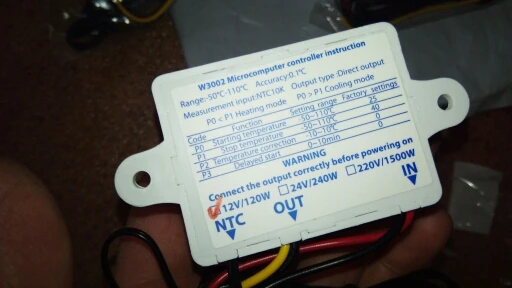 W3002 Microcomputer controller instruction
Range:-50℃-110℃ Accuracy:0.1℃
Measurement input:NTC10K Output type :Direct output
P0 < P1 Heating mode P0 > P1 Cooling mode
Code Function Setting range Factory settings
P0 Starting temperature -50~110℃ 25
P1 Stop temperature -50~110℃ 40
P2 Temperature correction -10~10℃ 0
P3 Delayed start 0~10min 0
WARNING
Connect the output correctly before powering on
12V/120W 24V/240W 220V/1500W
NTC OUT IN